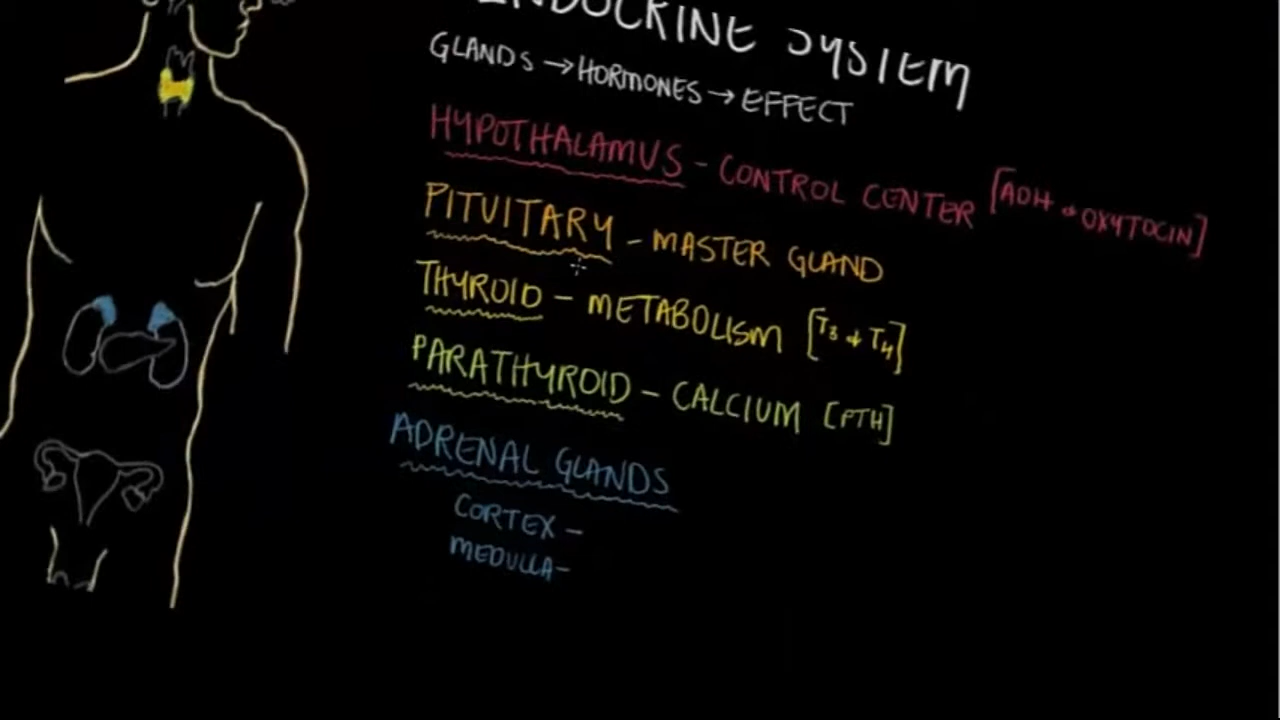 ENDOCRINE SYSTEM
GLANDS → HORMONES → EFFECT
HYPOTHALAMUS - CONTROL CENTER [ADH & OXYTOCIN]
PITUITARY - MASTER GLAND
THYROID - METABOLISM [T3 & T4]
PARATHYROID - CALCIUM [PTH]
ADRENAL GLANDS
CORTEX -
MEDULLA-